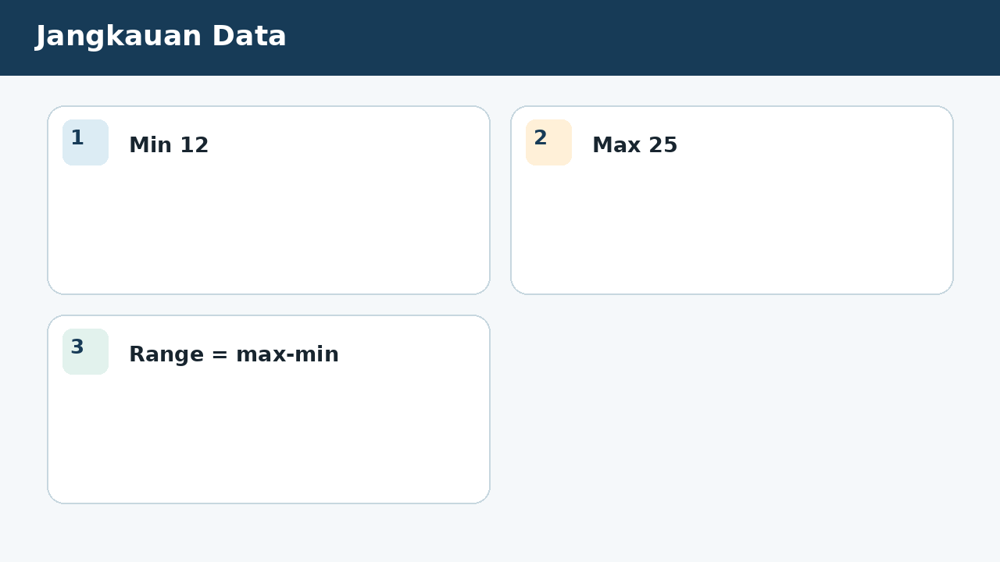 Jangkauan Data
1
Min 12
2
Max 25
3
Range = max-min